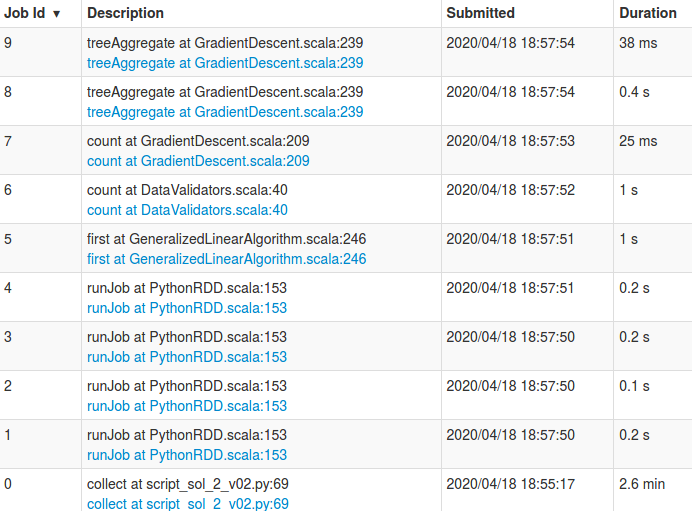 Job Id ▾ Description Submitted Duration
9 treeAggregate at GradientDescent.scala:239 2020/04/18 18:57:54 38 ms
treeAggregate at GradientDescent.scala:239
8 treeAggregate at GradientDescent.scala:239 2020/04/18 18:57:54 0.4 s
treeAggregate at GradientDescent.scala:239
7 count at GradientDescent.scala:209 2020/04/18 18:57:53 25 ms
count at GradientDescent.scala:209
6 count at DataValidators.scala:40 2020/04/18 18:57:52 1 s
count at DataValidators.scala:40
5 first at GeneralizedLinearAlgorithm.scala:246 2020/04/18 18:57:51 1 s
first at GeneralizedLinearAlgorithm.scala:246
4 runJob at PythonRDD.scala:153 2020/04/18 18:57:51 0.2 s
runJob at PythonRDD.scala:153
3 runJob at PythonRDD.scala:153 2020/04/18 18:57:50 0.2 s
runJob at PythonRDD.scala:153
2 runJob at PythonRDD.scala:153 2020/04/18 18:57:50 0.1 s
runJob at PythonRDD.scala:153
1 runJob at PythonRDD.scala:153 2020/04/18 18:57:50 0.2 s
runJob at PythonRDD.scala:153
0 collect at script_sol_2_v02.py:69 2020/04/18 18:55:17 2.6 min
collect at script_sol_2_v02.py:69